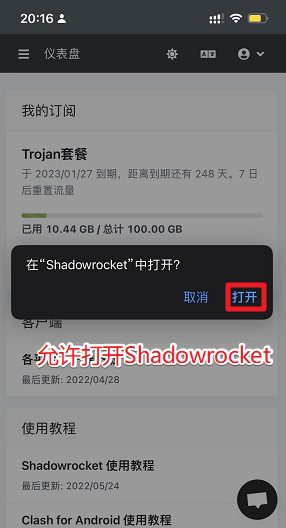 20:16
仪表盘
我的订阅
Trojan套餐
于 2023/01/27 到期，距离到期还有 248 天。7 日
后重置流量
已用 10.44 GB / 总计 100.00 GB
在“Shadowrocket”中打开？
取消
打开
客户端
允许打开Shadowrocket
最后更新: 2022/04/28
使用教程
Shadowrocket 使用教程
最后更新: 2022/05/24
Clash for Android 使用教程